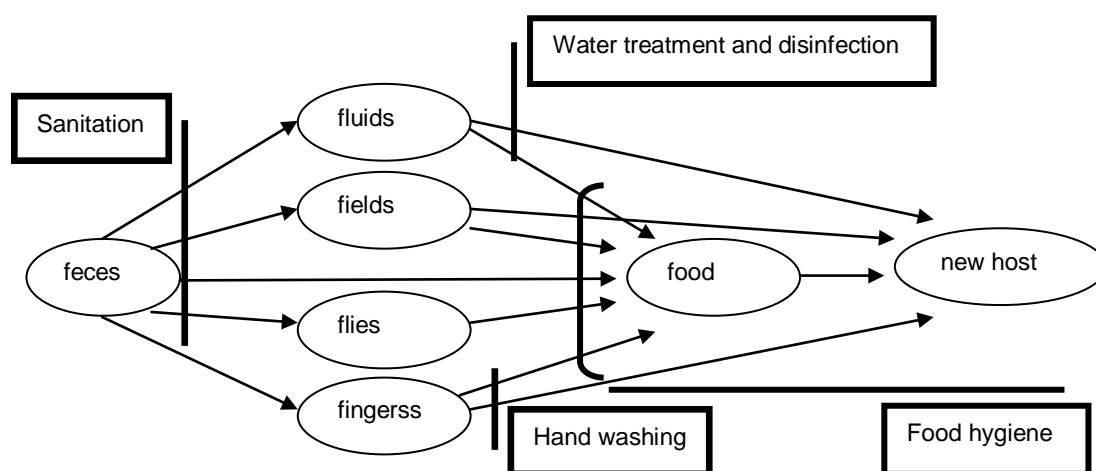 Water treatment and disinfection
Sanitation
fluids
fields
feces
food
new host
flies
fingerss
Hand washing
Food hygiene